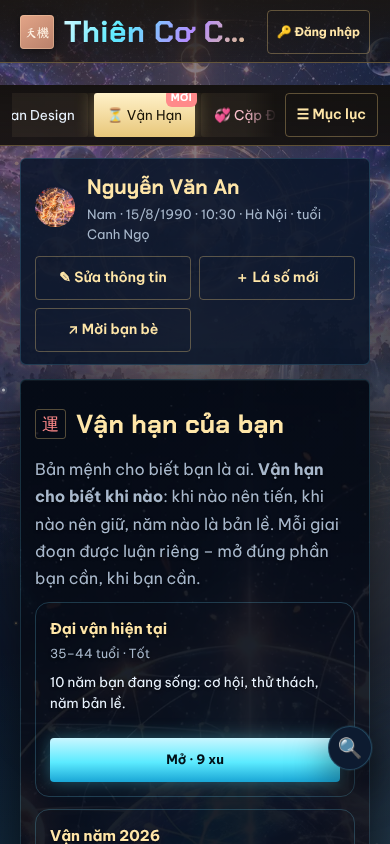 天機
Thiên Cơ C...
🔑 Đăng nhập
an Design
⏳ Vận Hạn
MỚI
💞 Cặp Đ
☰ Mục lục
Nguyễn Văn An
Nam · 15/8/1990 · 10:30 · Hà Nội · tuổi
Canh Ngọ
✎ Sửa thông tin
+ Lá số mới
↗ Mời bạn bè
運
Vận hạn của bạn
Bản mệnh cho biết bạn là ai. Vận hạn
cho biết khi nào: khi nào nên tiến, khi
nào nên giữ, năm nào là bản lề. Mỗi giai
đoạn được luận riêng – mở đúng phần
bạn cần, khi bạn cần.
Đại vận hiện tại
35–44 tuổi · Tốt
10 năm bạn đang sống: cơ hội, thử thách,
năm bản lề.
Mở · 9 xu
🔍
Vận năm 2026